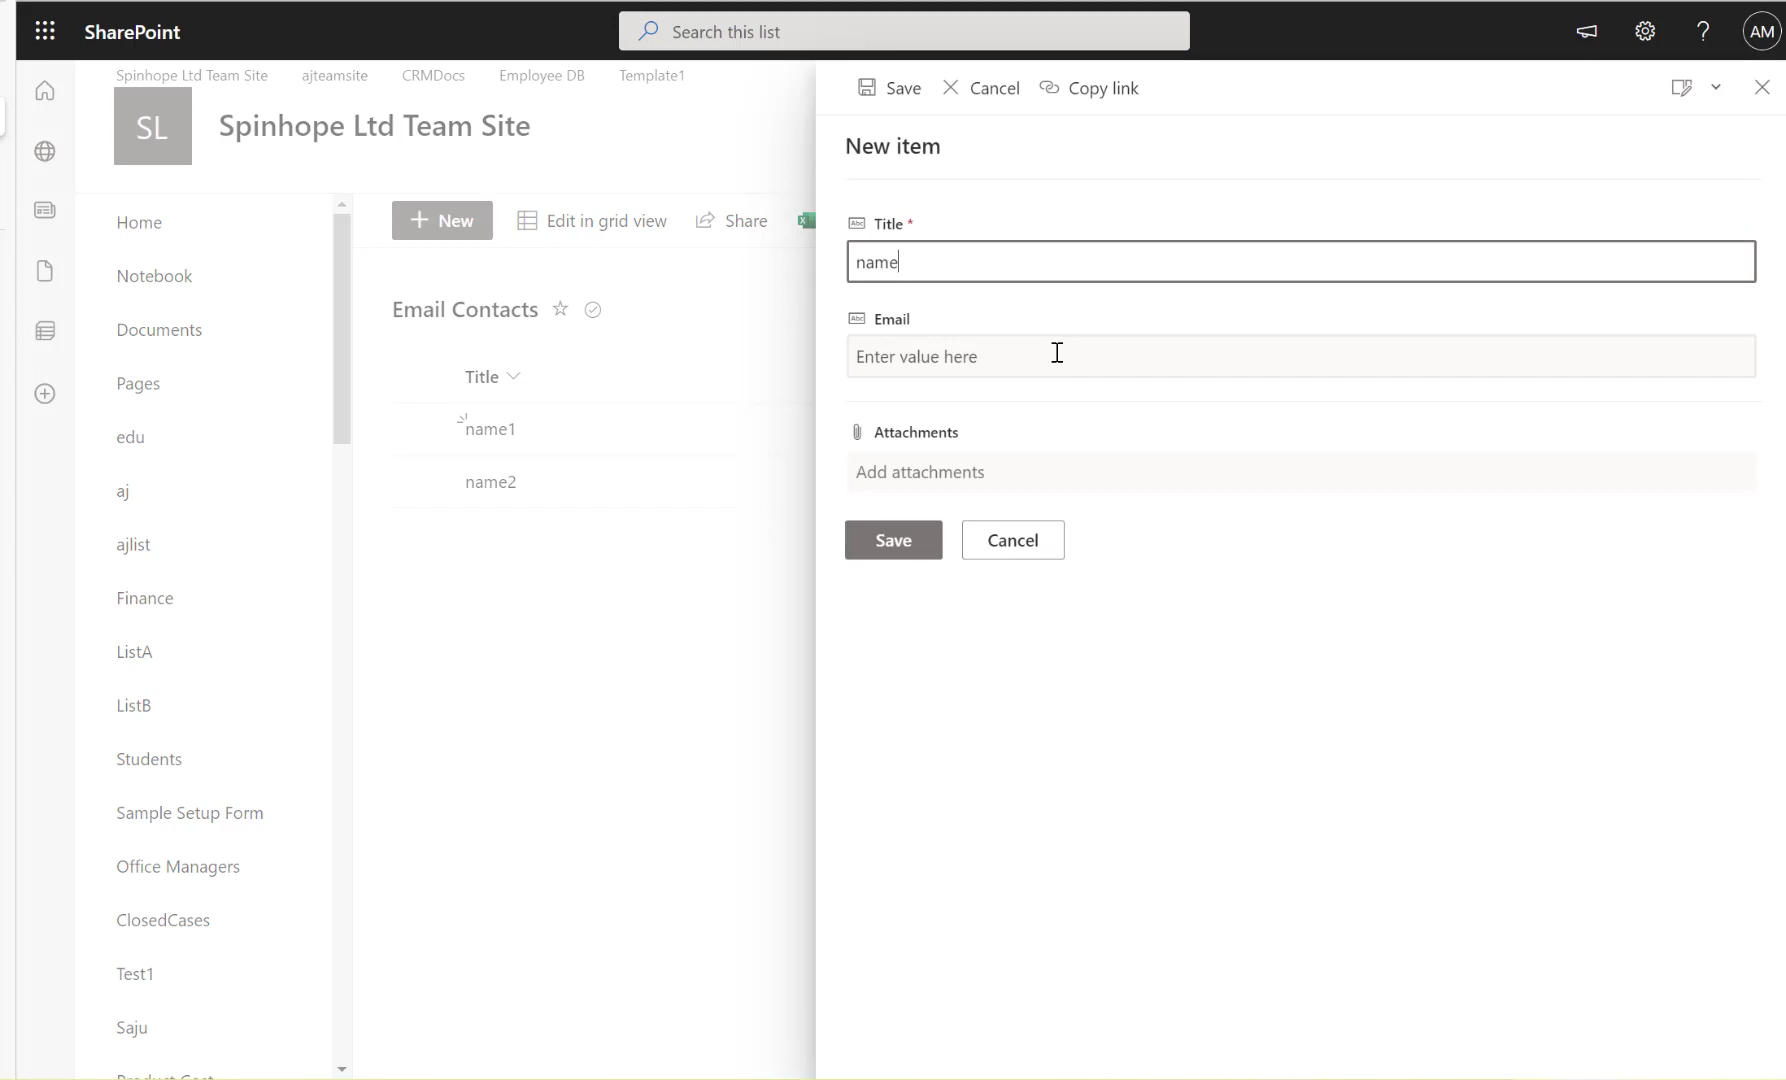 SharePoint
Search this list
AM
Spinhope Ltd Team Site
ajteamsite
CRMDocs
Employee DB
Template1
SL
Spinhope Ltd Team Site
Home
Notebook
Documents
Pages
edu
aj
ajlist
Finance
ListA
ListB
Students
Sample Setup Form
Office Managers
ClosedCases
Test1
Saju
+ New
Edit in grid view
Share
Email Contacts
Title
name1
name2
Save
Cancel
Copy link
New item
Title *
name
Email
Enter value here
Attachments
Add attachments
Save
Cancel